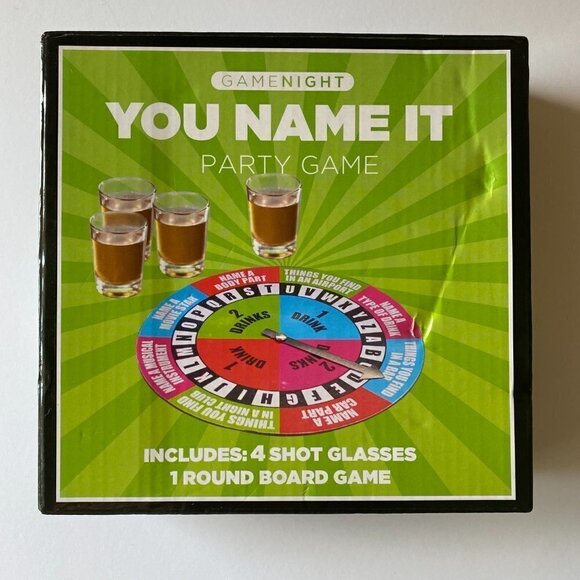 GAMENIGHT
YOU NAME IT
PARTY GAME
NAME A
BODY PART
THINGS YOU FIND
IN AN AIRPORT
NAME A
TYPE OF DRINK
THINGS YOU FIND
IN A BAR
NAME A
CAR PART
THINGS YOU FIND
IN A NIGHT CLUB
NAME A MUSICAL
INSTRUMENT
NAME A
MOVIE STAR
A B C D E F G H I J K L M N O P Q R S T U V W X Y Z
2
DRINKS
1
DRINK
2
DRINKS
1
DRINK
INCLUDES: 4 SHOT GLASSES
1 ROUND BOARD GAME